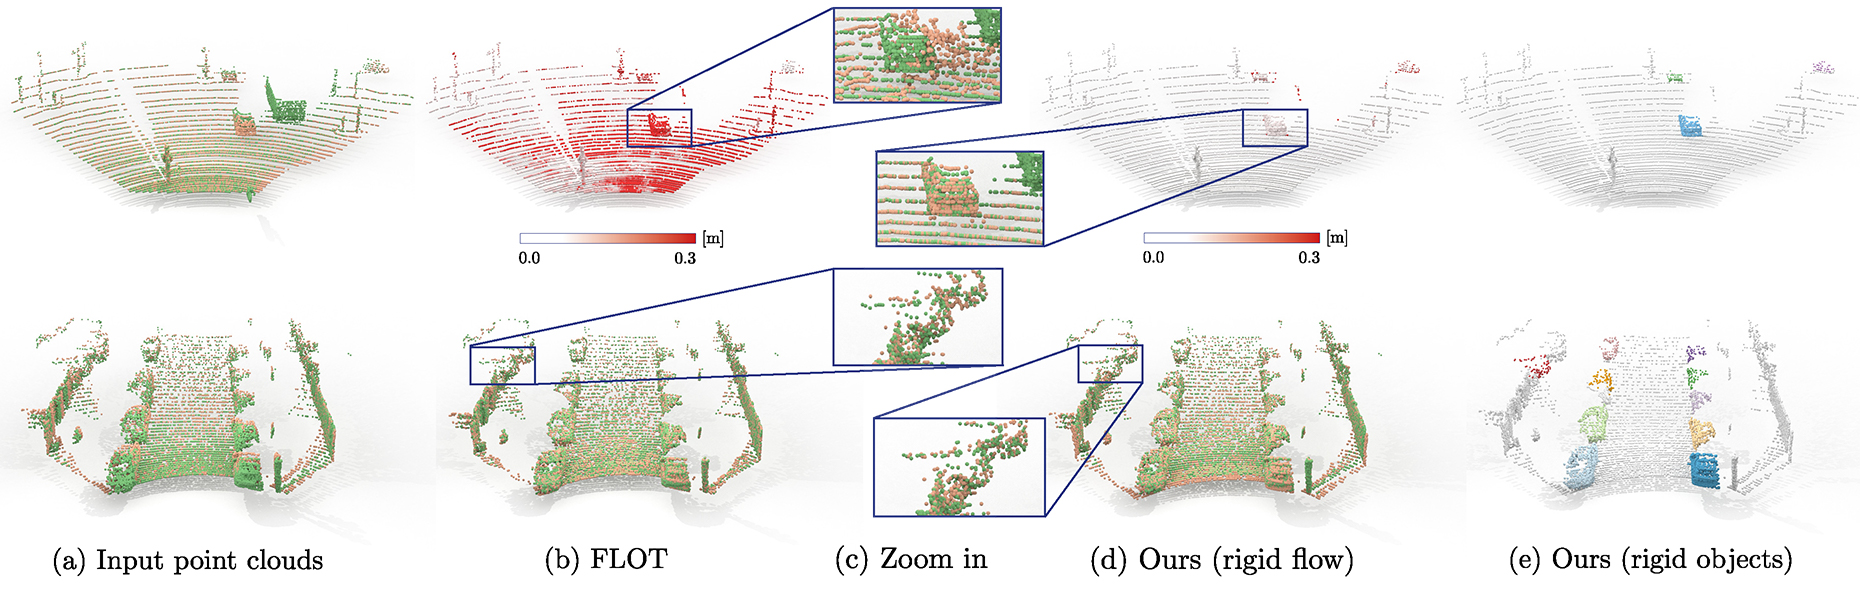 [m]
0.0 0.3
[m]
0.0 0.3
(a) Input point clouds
(b) FLOT
(c) Zoom in
(d) Ours (rigid flow)
(e) Ours (rigid objects)